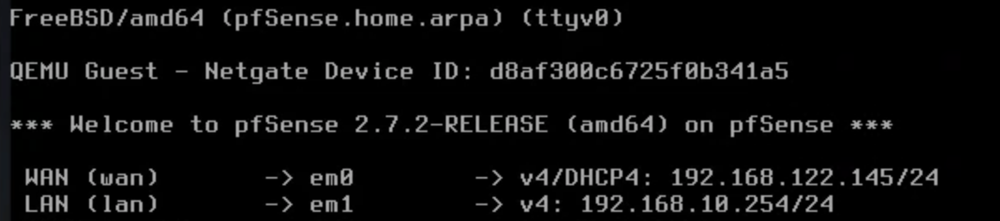 FreeBSD/amd64 (pfSense.home.arpa) (ttyv0)
QEMU Guest - Netgate Device ID: d8af300c6725f0b341a5
*** Welcome to pfSense 2.7.2-RELEASE (amd64) on pfSense ***
WAN (wan) -> em0 -> v4/DHCP4: 192.168.122.145/24
LAN (lan) -> em1 -> v4: 192.168.10.254/24